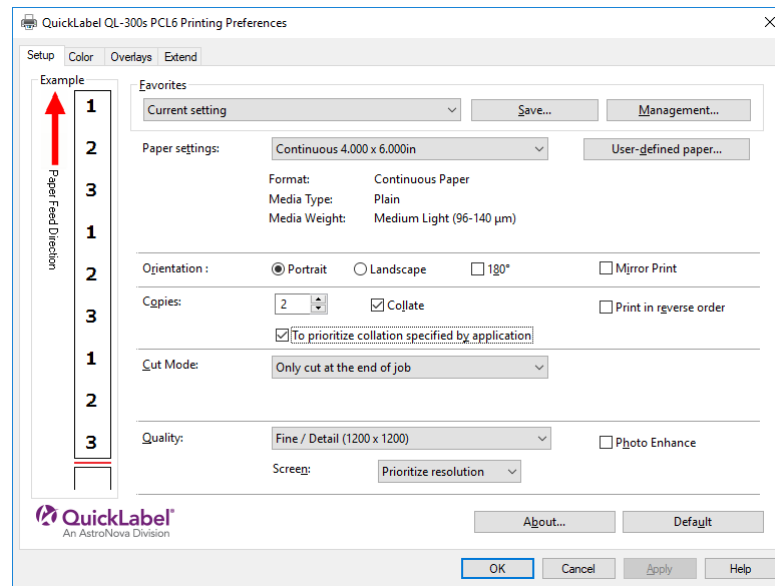 QuickLabel QL-300s PCL6 Printing Preferences
Setup Color Overlays Extend
Example
1
2
3
1
2
3
1
2
3
Paper Feed Direction
Favorites
Current setting Save... Management...
Paper settings: Continuous 4.000 x 6.000in User-defined paper...
Format: Continuous Paper
Media Type: Plain
Media Weight: Medium Light (96-140 μm)
Orientation : Portrait Landscape 180° Mirror Print
Copies: 2 Collate Print in reverse order
To prioritize collation specified by application
Cut Mode: Only cut at the end of job
Quality: Fine / Detail (1200 x 1200) Photo Enhance
Screen: Prioritize resolution
QuickLabel®
An AstroNova Division
About... Default
OK Cancel Apply Help